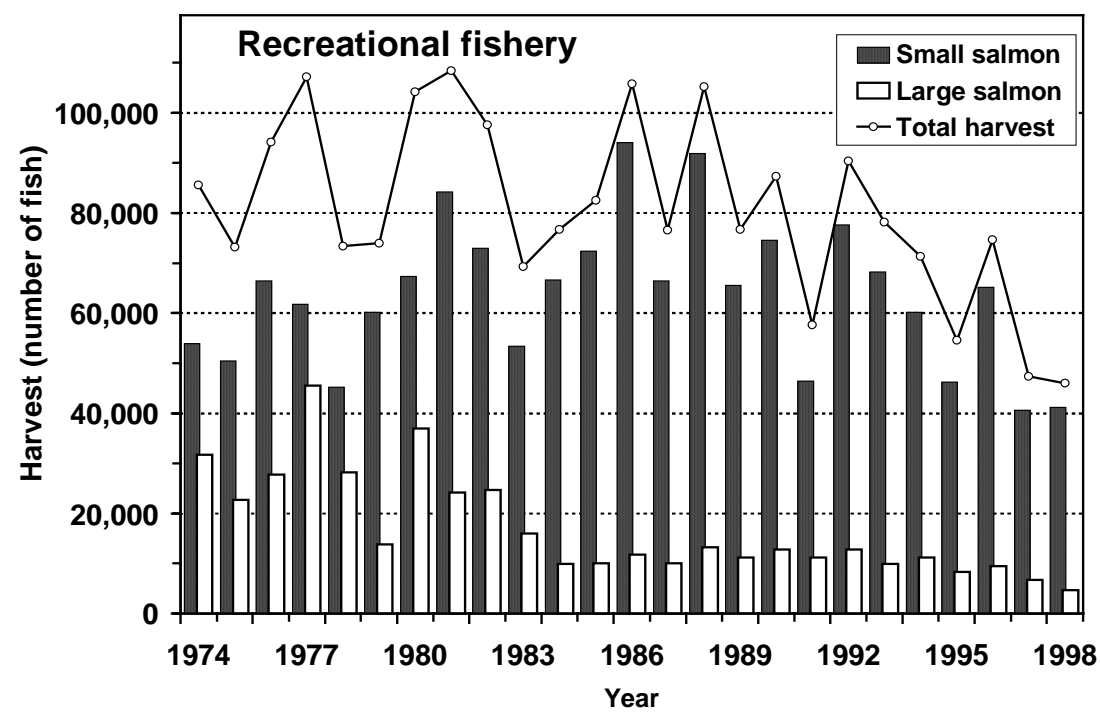 Recreational fishery
Small salmon
Large salmon
Total harvest
Harvest (number of fish)
100,000
80,000
60,000
40,000
20,000
0
1974 1977 1980 1983 1986 1989 1992 1995 1998
Year